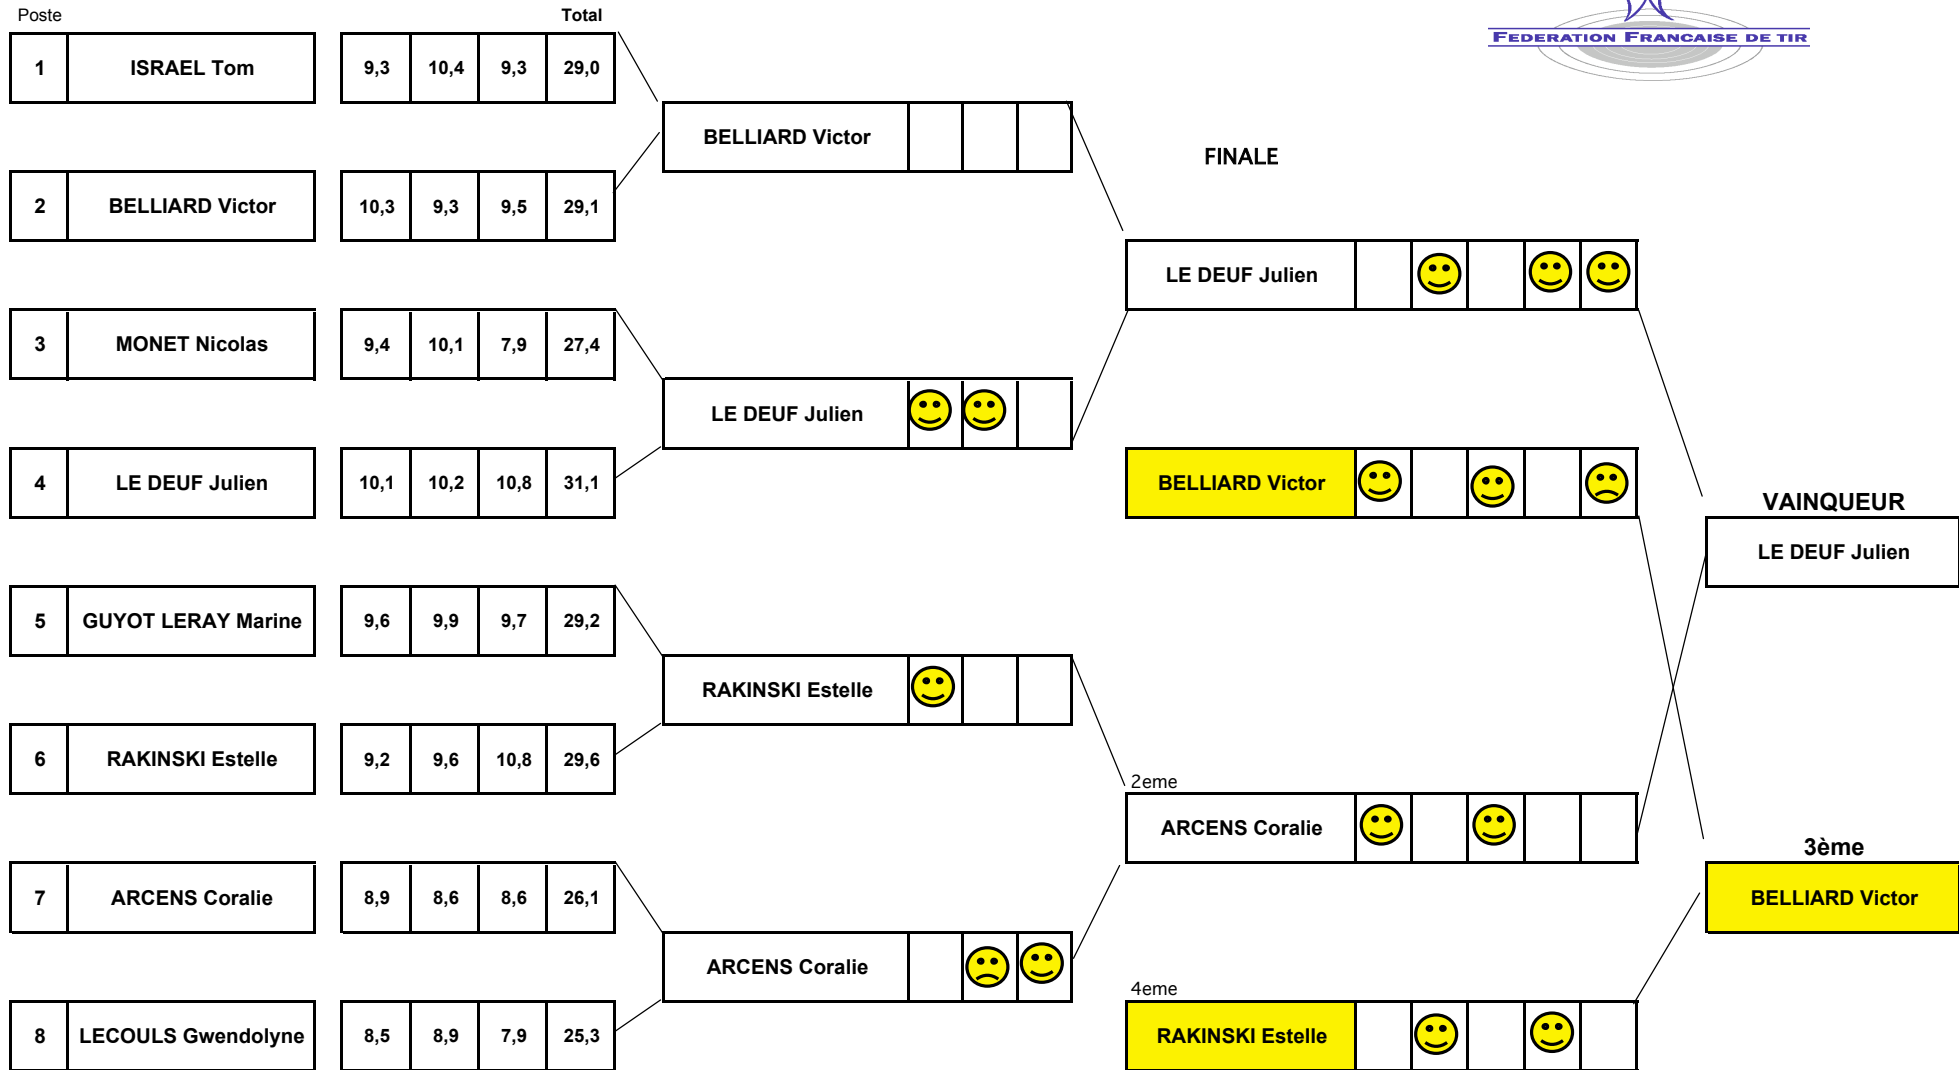 Poste Total
FEDERATION FRANCAISE DE TIR
1 ISRAEL Tom 9,3 10,4 9,3 29,0
BELLIARD Victor
FINALE
2 BELLIARD Victor 10,3 9,3 9,5 29,1
LE DEUF Julien
3 MONET Nicolas 9,4 10,1 7,9 27,4
LE DEUF Julien
4 LE DEUF Julien 10,1 10,2 10,8 31,1
BELLIARD Victor
VAINQUEUR
LE DEUF Julien
5 GUYOT LERAY Marine 9,6 9,9 9,7 29,2
RAKINSKI Estelle
6 RAKINSKI Estelle 9,2 9,6 10,8 29,6
2eme
ARCENS Coralie
3ème
7 ARCENS Coralie 8,9 8,6 8,6 26,1
BELLIARD Victor
ARCENS Coralie
4eme
8 LECOULS Gwendolyne 8,5 8,9 7,9 25,3
RAKINSKI Estelle